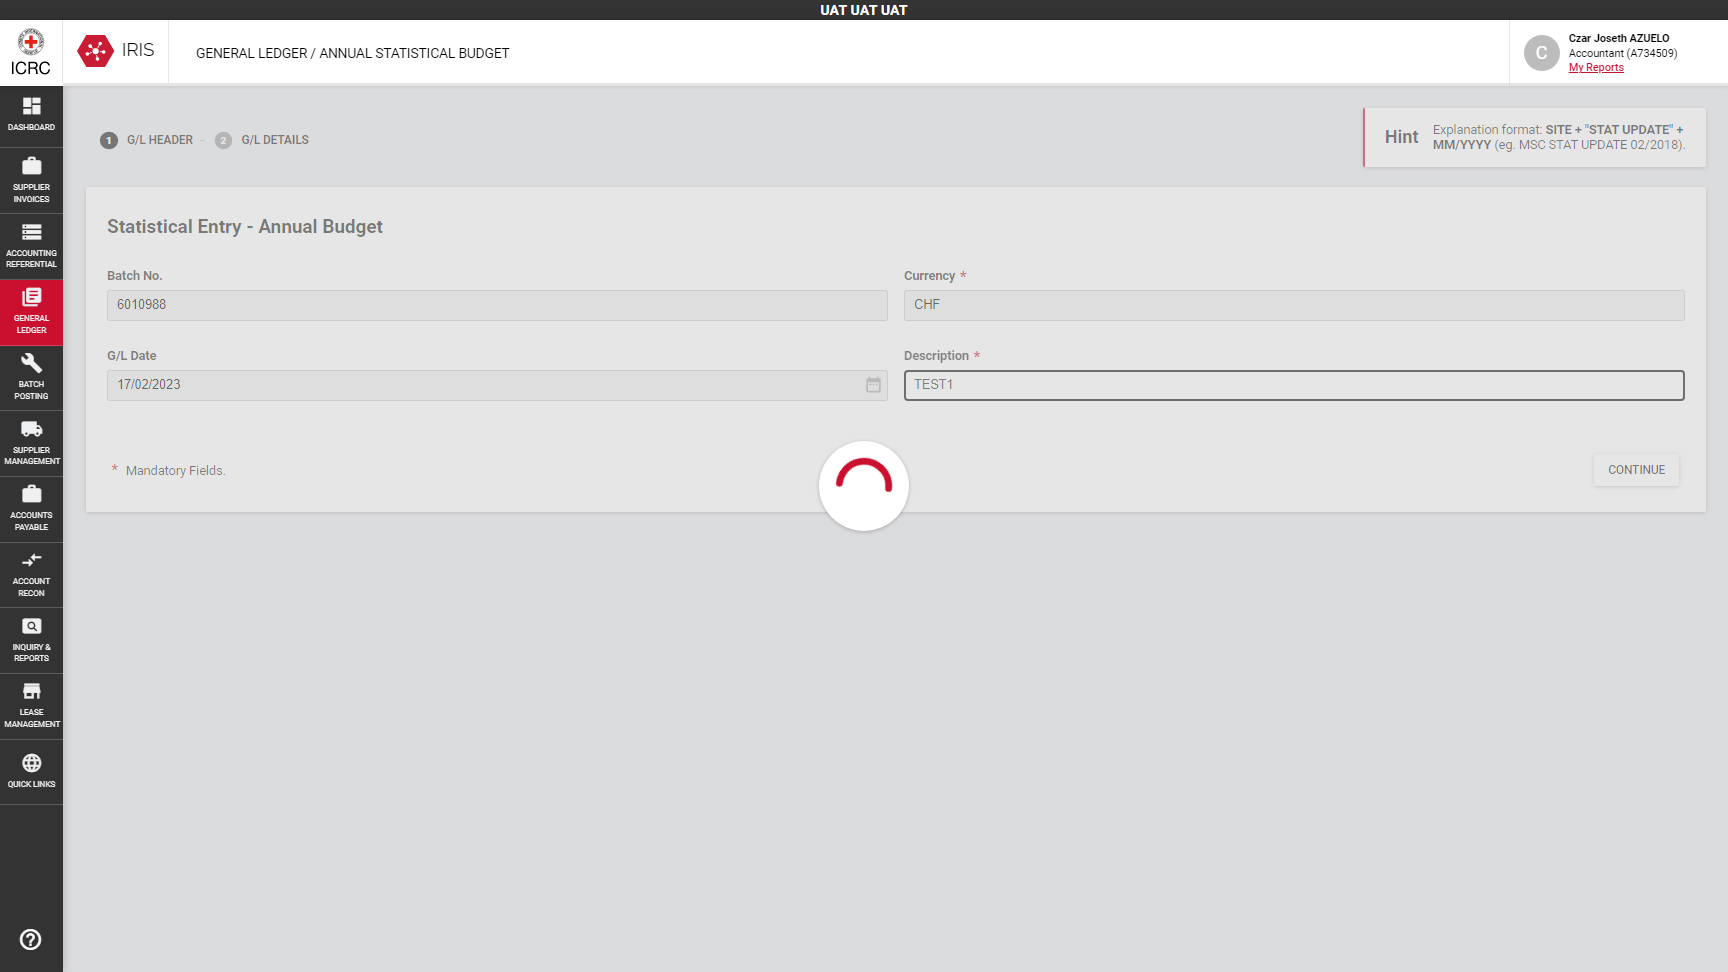 UAT UAT UAT
ICRC
IRIS
GENERAL LEDGER / ANNUAL STATISTICAL BUDGET
C
Czar Joseth AZUELO
Accountant (A734509)
My Reports
DASHBOARD
SUPPLIER
INVOICES
ACCOUNTING
REFERENTIAL
GENERAL
LEDGER
BATCH
POSTING
SUPPLIER
MANAGEMENT
ACCOUNTS
PAYABLE
ACCOUNT
RECON
INQUIRY &
REPORTS
LEASE
MANAGEMENT
QUICK LINKS
1 G/L HEADER - 2 G/L DETAILS
Hint
Explanation format: SITE + "STAT UPDATE" +
MM/YYYY (eg. MSC STAT UPDATE 02/2018).
Statistical Entry - Annual Budget
Batch No.
6010988
Currency *
CHF
G/L Date
17/02/2023
Description *
TEST1
* Mandatory Fields.
CONTINUE